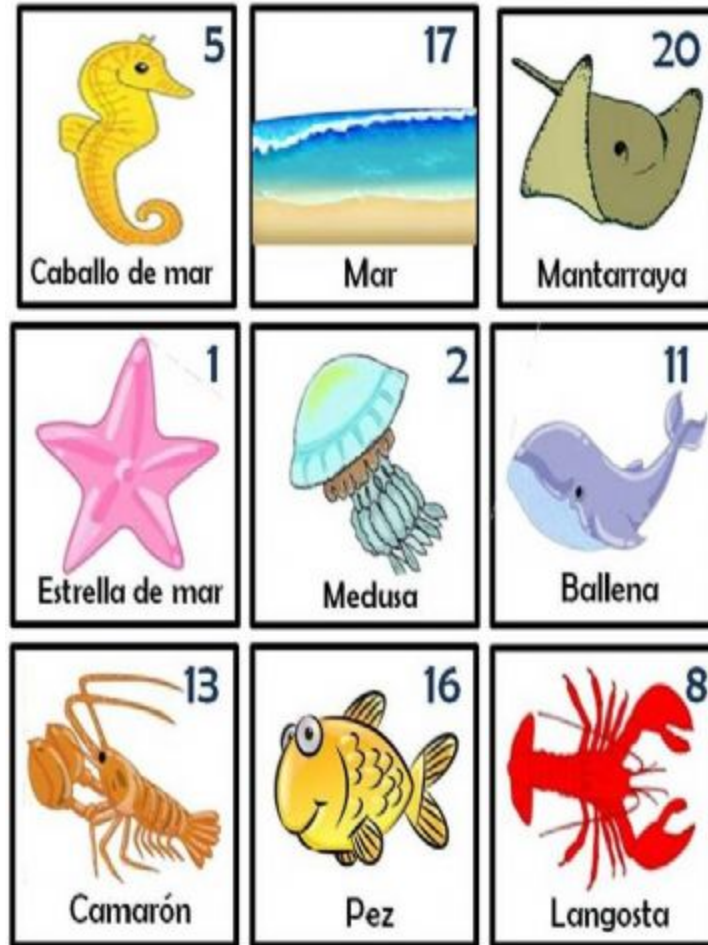 5
Caballo de mar
17
Mar
20
Mantarraya
1
Estrella de mar
2
Medusa
11
Ballena
13
Camarón
16
Pez
8
Langosta